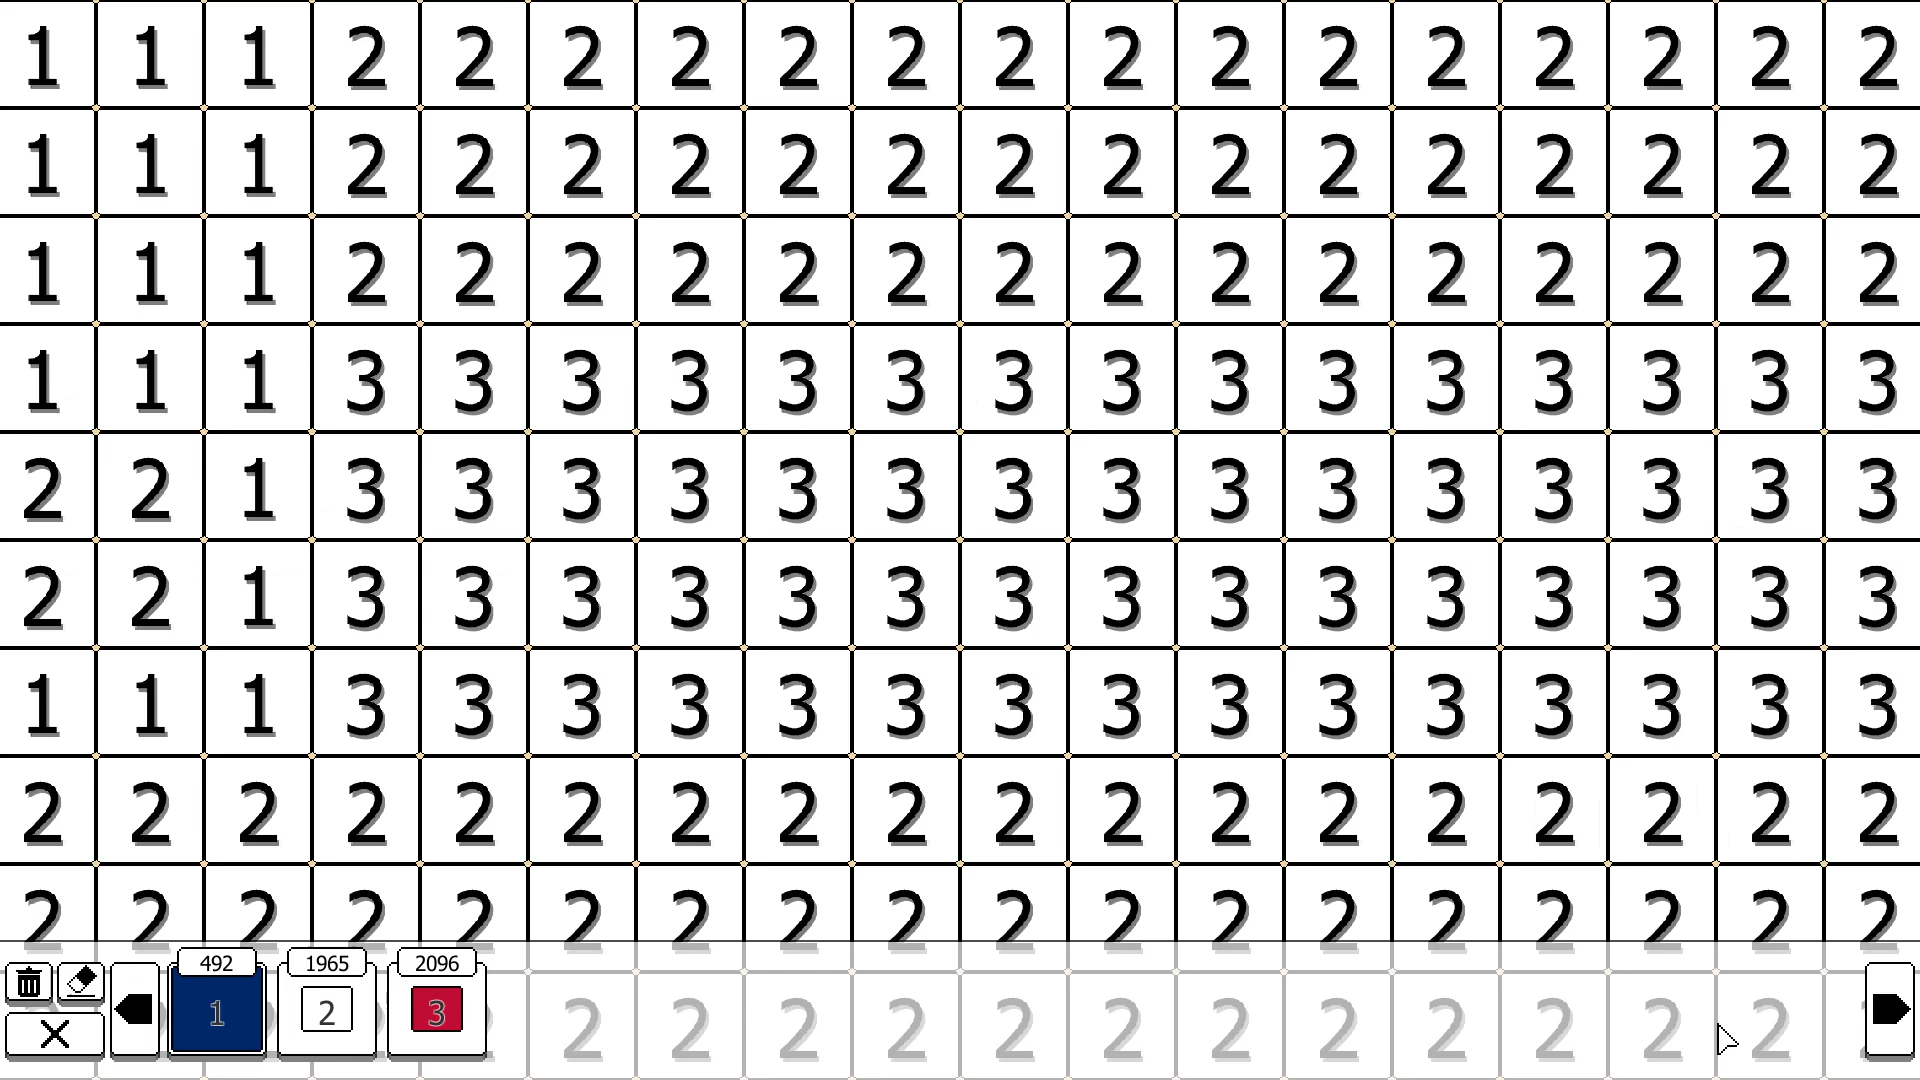 1 1 1 2 2 2 2 2 2 2 2 2 2 2 2 2 2 2
1 1 1 2 2 2 2 2 2 2 2 2 2 2 2 2 2 2
1 1 1 2 2 2 2 2 2 2 2 2 2 2 2 2 2 2
1 1 1 3 3 3 3 3 3 3 3 3 3 3 3 3 3 3
2 2 1 3 3 3 3 3 3 3 3 3 3 3 3 3 3 3
2 2 1 3 3 3 3 3 3 3 3 3 3 3 3 3 3 3
1 1 1 3 3 3 3 3 3 3 3 3 3 3 3 3 3 3
2 2 2 2 2 2 2 2 2 2 2 2 2 2 2 2 2 2
2 2 2 2 2 2 2 2 2 2 2 2 2 2 2 2 2 2
492 1965 2096
1 2 3 2 2 2 2 2 2 2 2 2 2 2 2